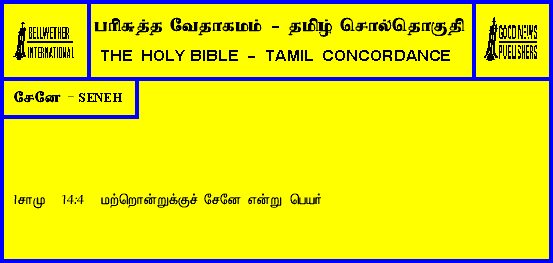 BELLWETHER
INTERNATIONAL
பரிசுத்த வேதாகமம் - தமிழ் சொல்தொகுதி
THE HOLY BIBLE - TAMIL CONCORDANCE
GOOD NEWS
PUBLISHERS
சேனே - SENEH
1சாமு 14:4 மற்றொன்றுக்குச் சேனே என்று பெயர்